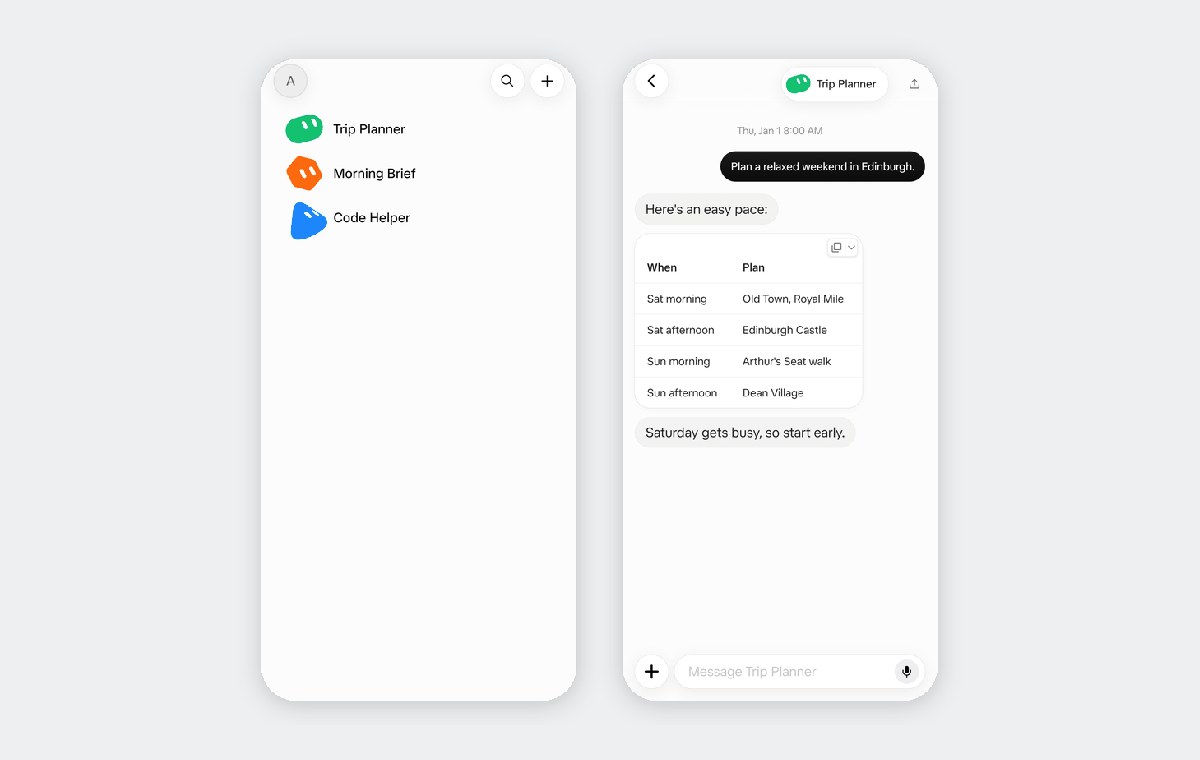 A
Trip Planner
Morning Brief
Code Helper
Trip Planner
Thu, Jan 1 8:00 AM
Plan a relaxed weekend in Edinburgh.
Here's an easy pace:
When Plan
Sat morning Old Town, Royal Mile
Sat afternoon Edinburgh Castle
Sun morning Arthur's Seat walk
Sun afternoon Dean Village
Saturday gets busy, so start early.
Message Trip Planner